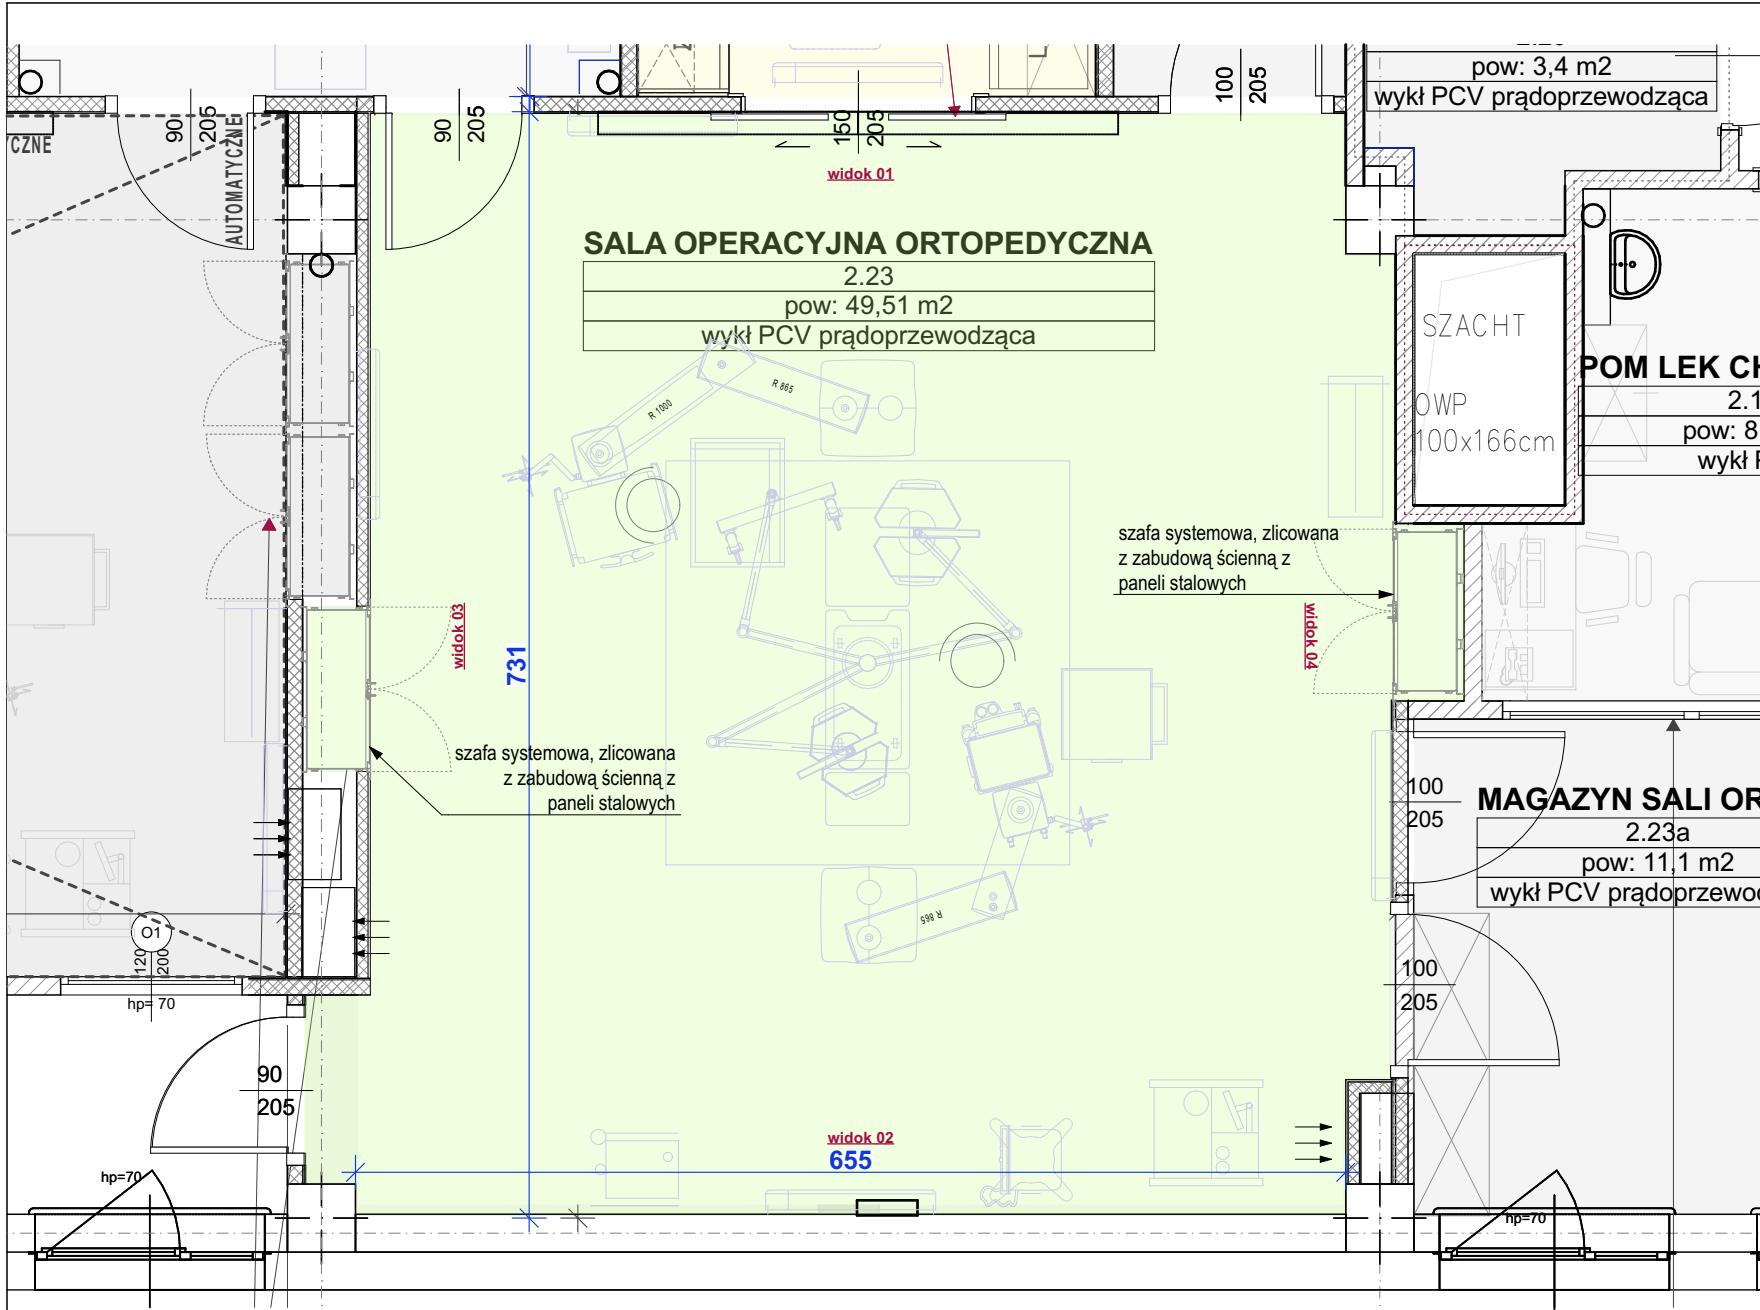 pow: 3,4 m2
wykł PCV prądoprzewodząca
90
205
AUTOMATYCZNE
90
205
150
205
100
205
widok 01
SALA OPERACYJNA ORTOPEDYCZNA
2.23
pow: 49,51 m2
wykł PCV prądoprzewodząca
R 1000
R 865
SZACHT
OWP
100x166cm
POM LEK
pow: 8
wykł
szafa systemowa, zlicowana
z zabudową ścienną z
paneli stalowych
widok 03
731
widok 04
szafa systemowa, zlicowana
z zabudową ścienną z
paneli stalowych
100
205
MAGAZYN SALI
2.23a
pow: 11,1 m2
wykł PCV
R 865
O1
120
200
hp= 70
100
205
90
205
widok 02
655
hp=70
hp=70